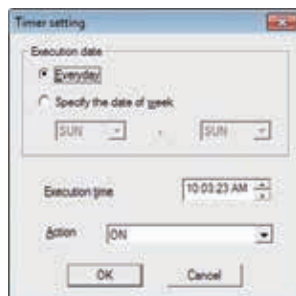 Timer setting
Execution date
Everyday
Specify the date of week
SUN - SUN
Execution time 10:03:23 AM
Action ON
OK Cancel